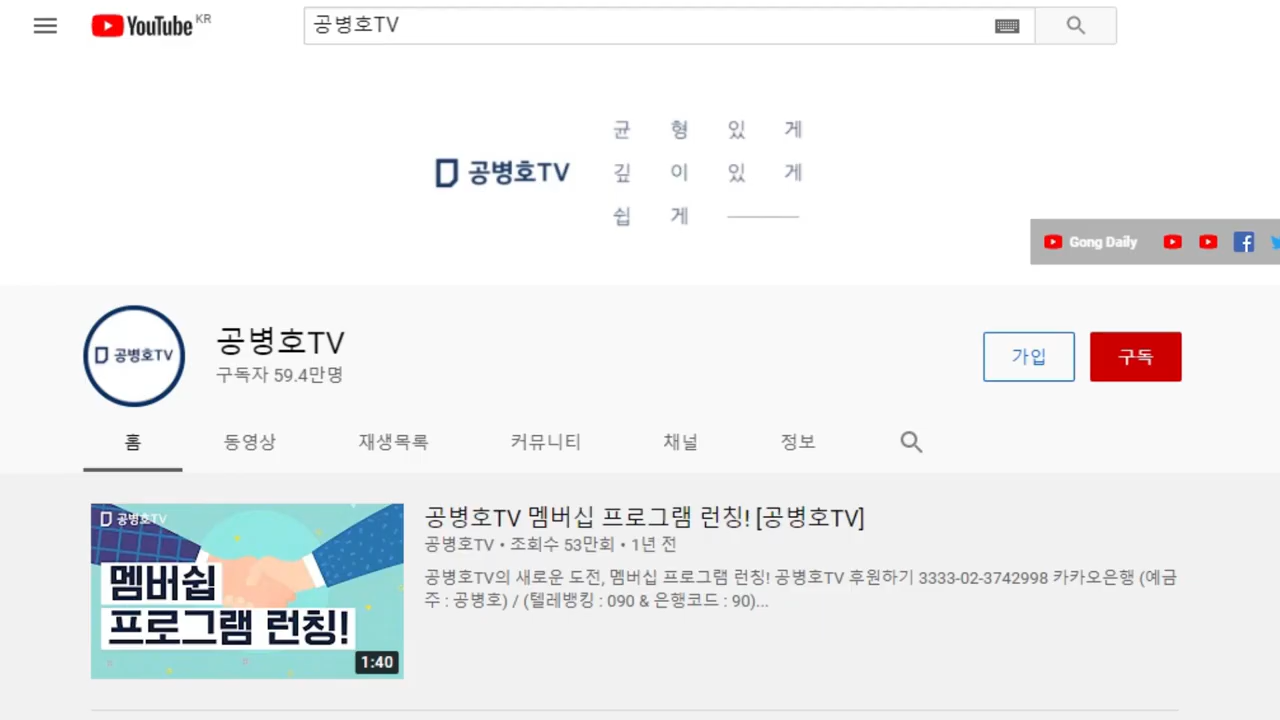 YouTube KR
공병호TV
균 형 있 게
공병호TV
깊 이 있 게
쉽 게
Gong Daily
공병호TV
공병호TV
구독자 59.4만명
가입
구독
홈
동영상
재생목록
커뮤니티
채널
정보
공병호TV
멤버쉽
프로그램 런칭!
1:40
공병호TV 멤버십 프로그램 런칭! [공병호TV]
공병호TV • 조회수 53만회 • 1년 전
공병호TV의 새로운 도전, 멤버십 프로그램 런칭! 공병호TV 후원하기 3333-02-3742998 카카오은행 (예금
주 : 공병호) / (텔레뱅킹 : 090 & 은행코드 : 90)...